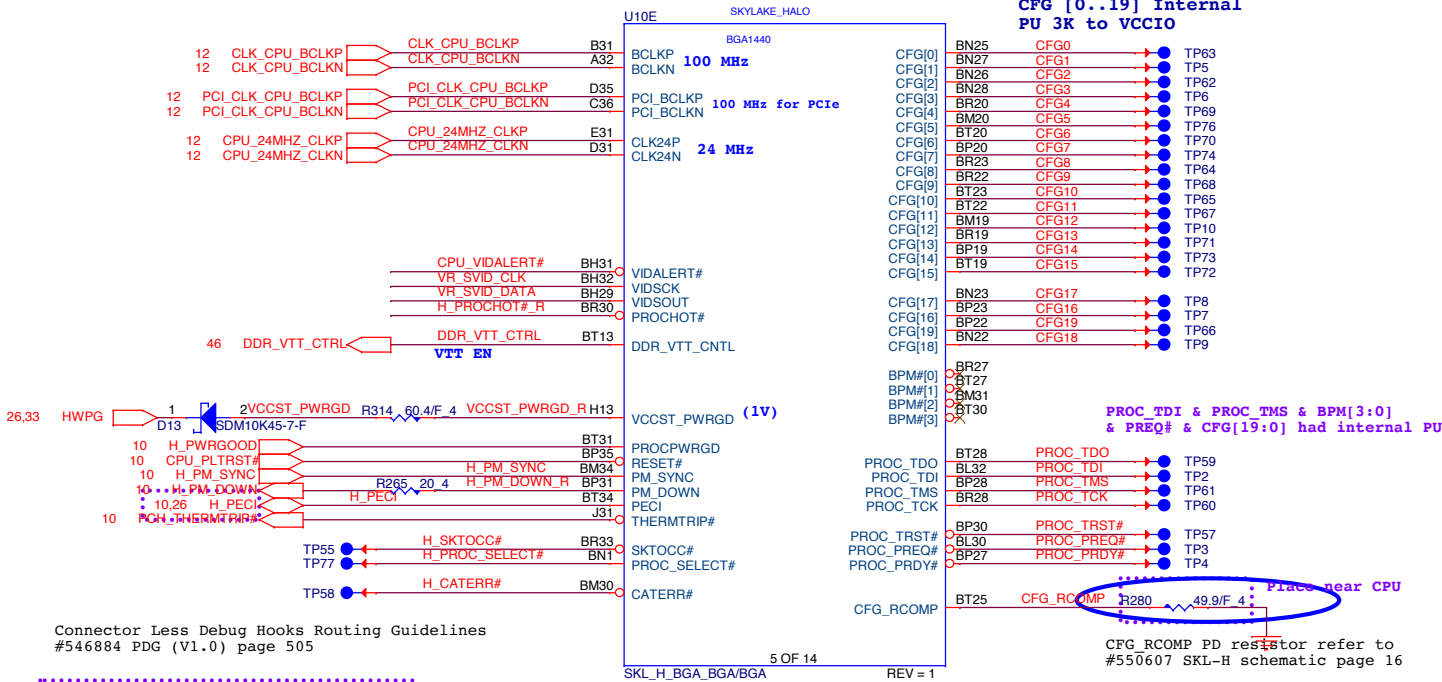 CFG [0..19] Internal
PU 3K to VCCIO
U10E
SKYLAKE_HALO
BGA1440
12 CLK_CPU_BCLKP CLK_CPU_BCLKP B31 BCLKP
12 CLK_CPU_BCLKN CLK_CPU_BCLKN A32 BCLKN
100 MHz
12 PCI_CLK_CPU_BCLKP PCI_CLK_CPU_BCLKP D35 PCI_BCLKP
12 PCI_CLK_CPU_BCLKN PCI_CLK_CPU_BCLKN C36 PCI_BCLKN
100 MHz for PCIe
12 CPU_24MHZ_CLKP CPU_24MHZ_CLKP E31 CLK24P
12 CPU_24MHZ_CLKN CPU_24MHZ_CLKN D31 CLK24N
24 MHz
CPU_VIDALERT# BH31 VIDALERT#
VR_SVID_CLK BH32 VIDSCK
VR_SVID_DATA BH29 VIDSOUT
H_PROCHOT#_R BR30 PROCHOT#
46 DDR_VTT_CTRL DDR_VTT_CTRL BT13 DDR_VTT_CNTL
VTT EN
26,33 HWPG 1 2 VCCST_PWRGD R314 60.4/F_4 VCCST_PWRGD_R H13 VCCST_PWRGD (1V)
D13 SDM10K45-7-F
10 H_PWRGOOD BT31 PROCPWRGD
10 CPU_PLTRST# BP35 RESET#
10 H_PM_SYNC H_PM_SYNC BM34 PM_SYNC
10 H_PM_DOWN R265 20_4 H_PM_DOWN_R BP31 PM_DOWN
10,26 H_PECI H_PECI BT34 PECI
10 PCH_THERMTRIP# J31 THERMTRIP#
TP55 H_SKTOCC# BR33 SKTOCC#
TP77 H_PROC_SELECT# BN1 PROC_SELECT#
TP58 H_CATERR# BM30 CATERR#
CFG[0] BN25 CFG0 TP63
CFG[1] BN27 CFG1 TP5
CFG[2] BN26 CFG2 TP62
CFG[3] BN28 CFG3 TP6
CFG[4] BR20 CFG4 TP69
CFG[5] BM20 CFG5 TP76
CFG[6] BT20 CFG6 TP70
CFG[7] BP20 CFG7 TP74
CFG[8] BR23 CFG8 TP64
CFG[9] BR22 CFG9 TP68
CFG[10] BT23 CFG10 TP65
CFG[11] BT22 CFG11 TP67
CFG[12] BM19 CFG12 TP10
CFG[13] BR19 CFG13 TP71
CFG[14] BP19 CFG14 TP73
CFG[15] BT19 CFG15 TP72
CFG[17] BN23 CFG17 TP8
CFG[16] BP23 CFG16 TP7
CFG[19] BP22 CFG19 TP66
CFG[18] BN22 CFG18 TP9
BPM#[0] BR27
BPM#[1] BT27
BPM#[2] BM31
BPM#[3] BT30
PROC_TDI & PROC_TMS & BPM[3:0]
& PREQ# & CFG[19:0] had internal PU
PROC_TDO BT28 PROC_TDO TP59
PROC_TDI BL32 PROC_TDI TP2
PROC_TMS BP28 PROC_TMS TP61
PROC_TCK BR28 PROC_TCK TP60
PROC_TRST# BP30 PROC_TRST# TP57
PROC_PREQ# BL30 PROC_PREQ# TP3
PROC_PRDY# BP27 PROC_PRDY# TP4
Place near CPU
CFG_RCOMP BT25 CFG_RCOMP R280 49.9/F_4
CFG_RCOMP PD resistor refer to
#550607 SKL-H schematic page 16
Connector Less Debug Hooks Routing Guidelines
#546884 PDG (V1.0) page 505
5 OF 14
SKL_H_BGA_BGA/BGA
REV = 1